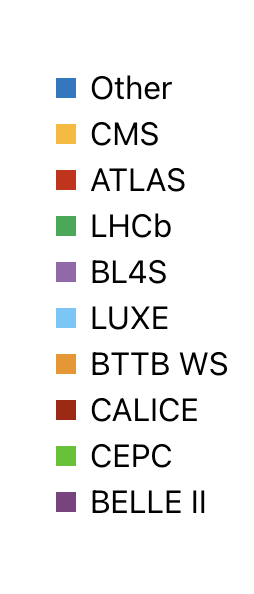 Other
CMS
ATLAS
LHCb
BL4S
LUXE
BTTB WS
CALICE
CEPC
BELLE II